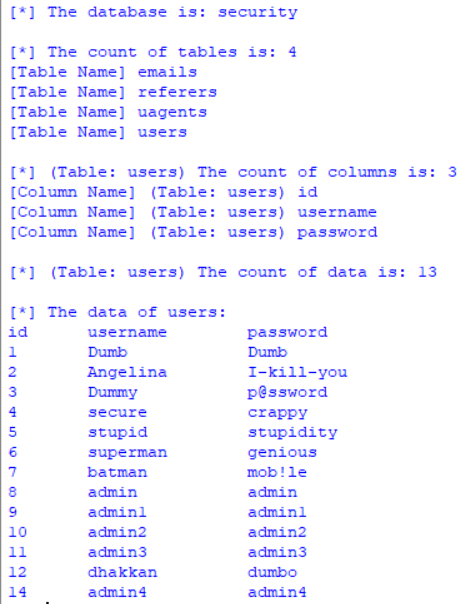 [*] The database is: security
[*] The count of tables is: 4
[Table Name] emails
[Table Name] referers
[Table Name] uagents
[Table Name] users
[*] (Table: users) The count of columns is: 3
[Column Name] (Table: users) id
[Column Name] (Table: users) username
[Column Name] (Table: users) password
[*] (Table: users) The count of data is: 13
[*] The data of users:
id username password
1 Dumb Dumb
2 Angelina I-kill-you
3 Dummy p@ssword
4 secure crappy
5 stupid stupidity
6 superman genious
7 batman mob!le
8 admin admin
9 admin1 admin1
10 admin2 admin2
11 admin3 admin3
12 dhakkan dumbo
14 admin4 admin4